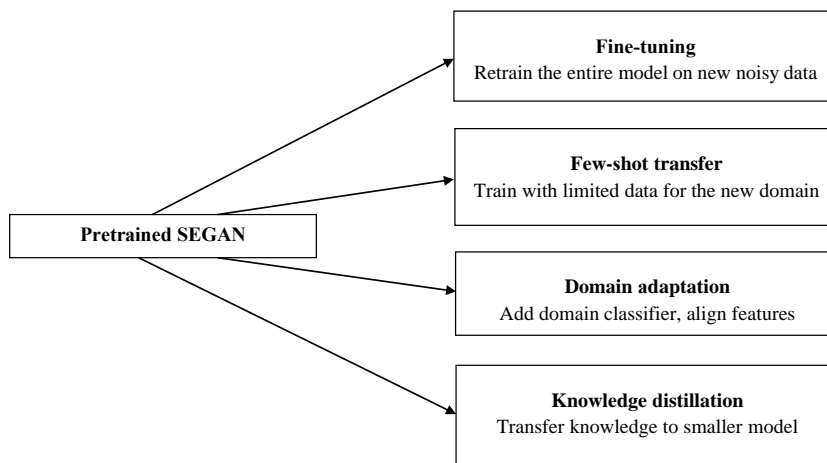 Fine-tuning
Retrain the entire model on new noisy data
Few-shot transfer
Train with limited data for the new domain
Pretrained SEGAN
Domain adaptation
Add domain classifier, align features
Knowledge distillation
Transfer knowledge to smaller model